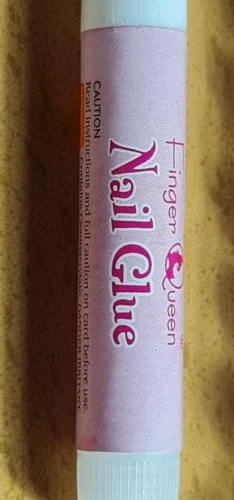 Finger Queen
Nail Glue
CAUTION
Read instructions and full caution on card before use.